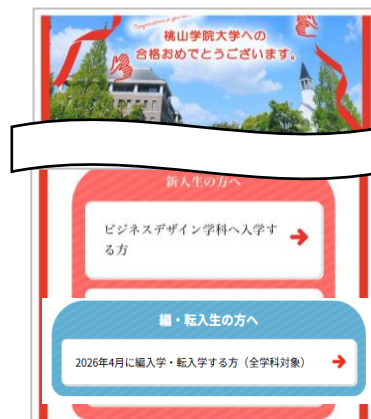 Congratulations on your
桃山学院大学への
合格おめでとうございます。
新入生の方へ
ビジネスデザイン学科へ入学す
る方
編・転入生の方へ
2026年4月に編入学・転入学する方（全学科対象）